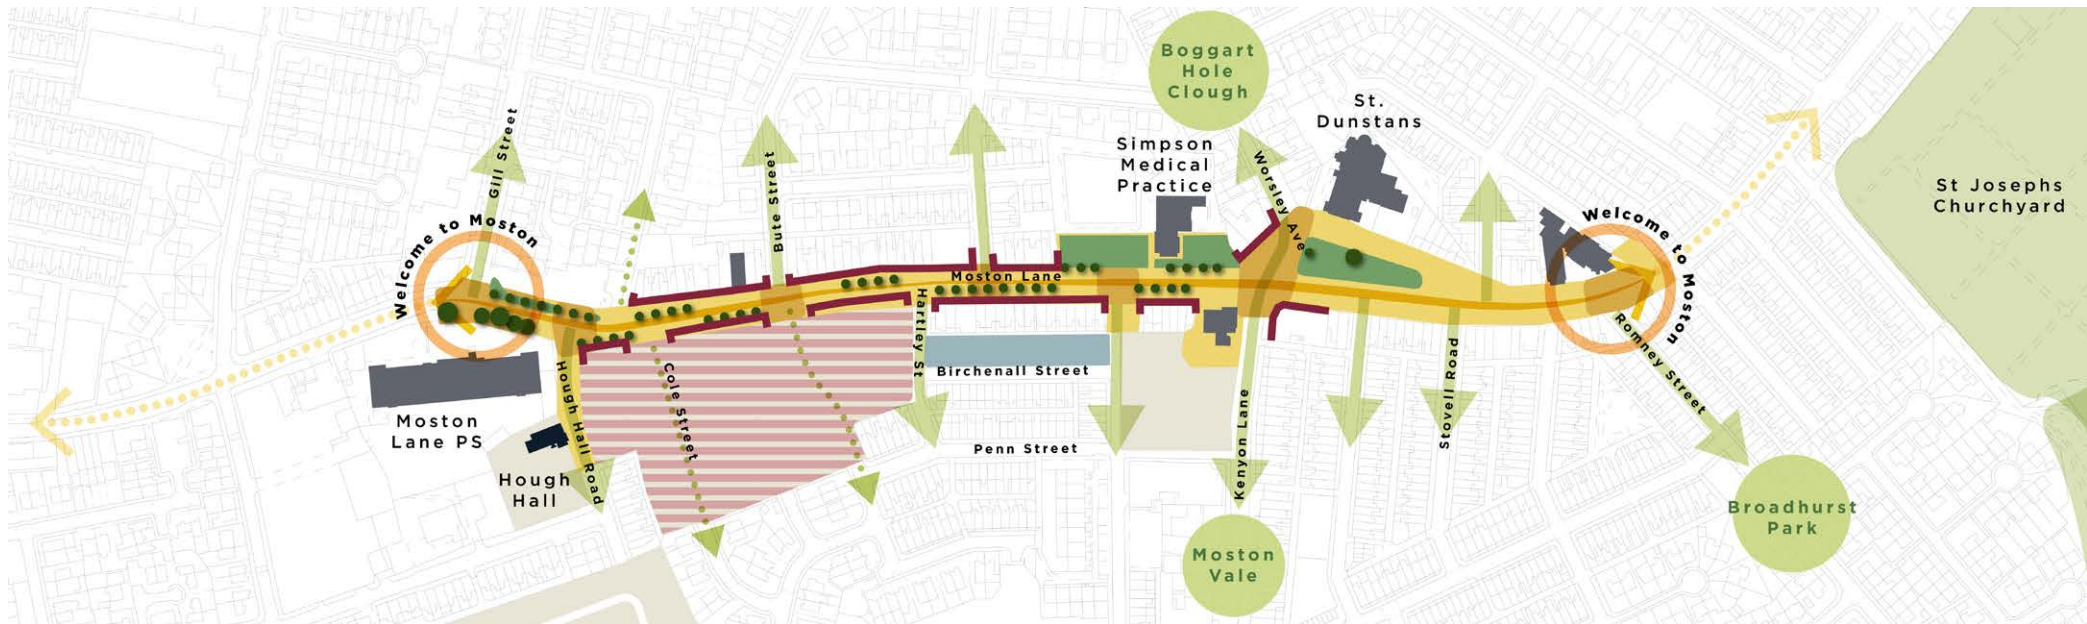 Boggart
Hole
Clough
St.
Dunstans
Simpson
Medical
Practice
St Josephs
Churchyard
Gill Street
Bute Street
Worsley Ave
Welcome to Moston
Welcome to Moston
Moston Lane
Hartley St
Romney Street
Birchenall Street
Hough Hall Road
Cole Street
Stovell Road
Kenyon Lane
Moston
Lane PS
Penn Street
Hough
Hall
Broadhurst
Park
Moston
Vale